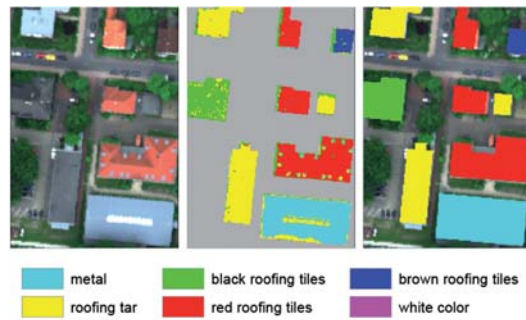 metal
black roofing tiles
brown roofing tiles
roofing tar
red roofing tiles
white color